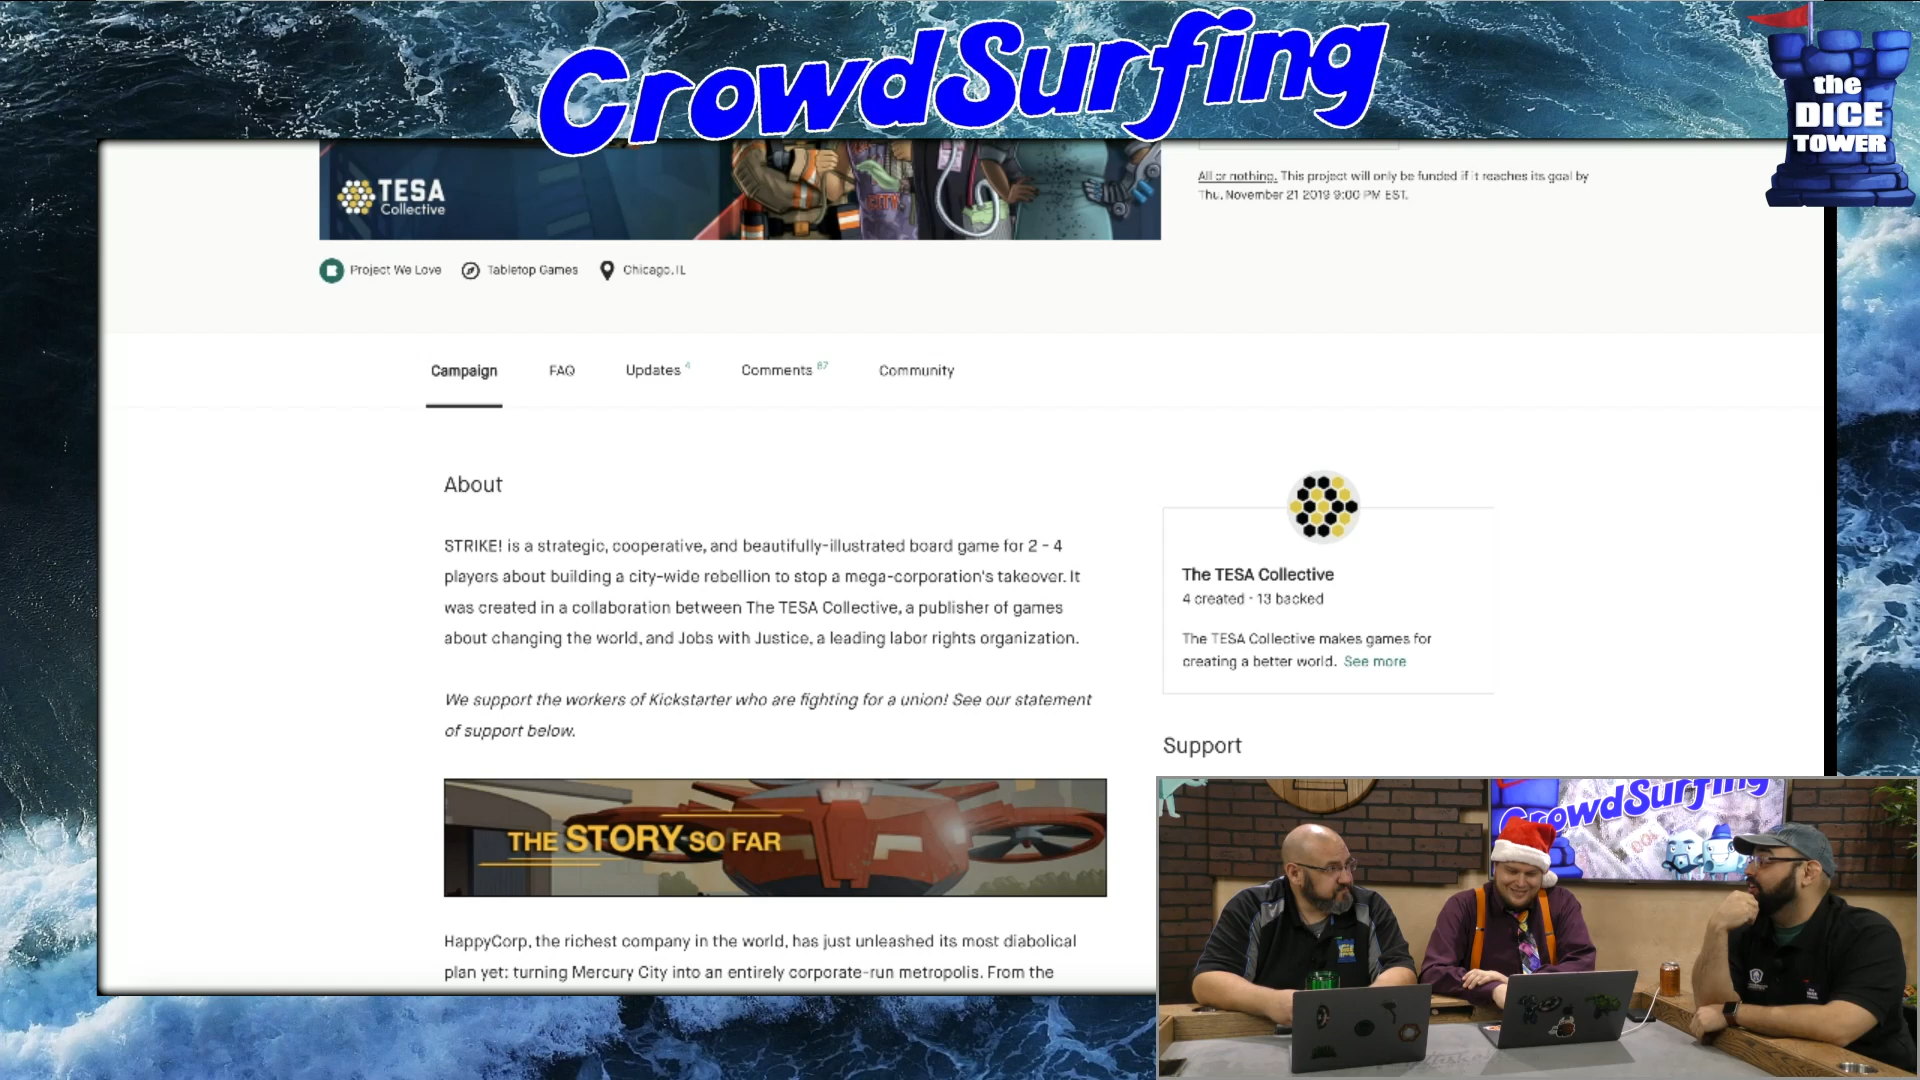 CrowdSurfing
the
DICE
TOWER
TESA
Collective
All or nothing. This project will only be funded if it reaches its goal by
Thu, November 21 2019 9:00 PM EST.
Project We Love
Tabletop Games
Chicago, IL
Campaign
FAQ
Updates 4
Comments 87
Community
About
STRIKE! is a strategic, cooperative, and beautifully-illustrated board game for 2 - 4
players about building a city-wide rebellion to stop a mega-corporation's takeover. It
was created in a collaboration between The TESA Collective, a publisher of games
about changing the world, and Jobs with Justice, a leading labor rights organization.
We support the workers of Kickstarter who are fighting for a union! See our statement
of support below.
THE STORY SO FAR
HappyCorp, the richest company in the world, has just unleashed its most diabolical
plan yet: turning Mercury City into an entirely corporate-run metropolis. From the
The TESA Collective
4 created · 13 backed
The TESA Collective makes games for
creating a better world. See more
Support
CrowdSurfing